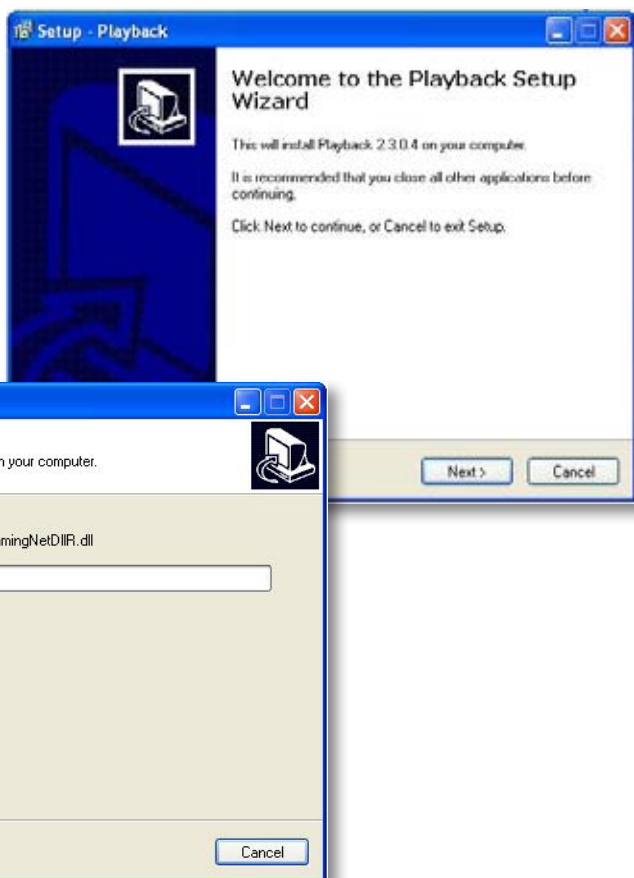 Setup - Playback
Welcome to the Playback Setup
Wizard
This will install Playback 2.3.0.4 on your computer.
It is recommended that you close all other applications before
continuing.
Click Next to continue, or Cancel to exit Setup.
Next >
Cancel
your computer.
NetDllR.dll
Cancel